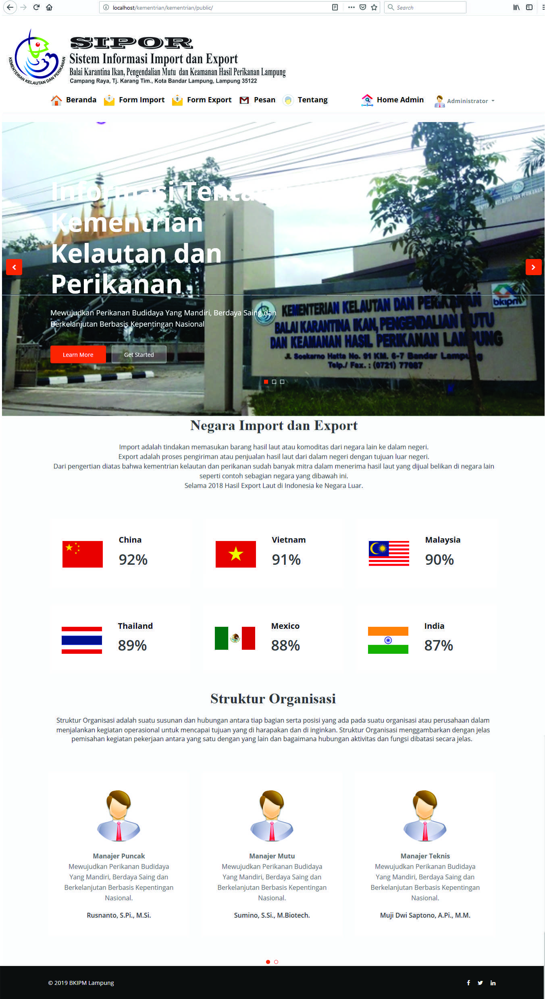 localhost/kementrian/kementrian/public/
Search
KEMENTERIAN KELAUTAN DAN PERIKANAN
SIPOR
Sistem Informasi Import dan Export
Balai Karantina Ikan, Pengendalian Mutu dan Keamanan Hasil Perikanan Lampung
Campang Raya, Tj. Karang Tim., Kota Bandar Lampung, Lampung 35122
Beranda Form Import Form Export Pesan Tentang Home Admin Administrator
Informasi Tentang
Kementrian
Kelautan dan
Perikanan
Mewujudkan Perikanan Budidaya Yang Mandiri, Berdaya Saing dan
Berkelanjutan Berbasis Kepentingan Nasional
Learn More Get Started
KELAUTAN DAN PERIKANAN
bkipm
KEMENTERIAN KELAUTAN DAN PERIKANAN
BALAI KARANTINA IKAN, PENGENDALIAN MUTU
DAN KEAMANAN HASIL PERIKANAN LAMPUNG
Jl. Soekarno Hatta No. 91 KM. 6-7 Bandar Lampung
Telp./ Fax. : (0721) 77087
Negara Import dan Export
Import adalah tindakan memasukan barang hasil laut atau komoditas dari negara lain ke dalam negeri.
Export adalah proses pengiriman atau penjualan hasil laut dari dalam negeri dengan tujuan luar negeri.
Dari pengertian diatas bahwa kementrian kelautan dan perikanan sudah banyak mitra dalam menerima hasil laut yang dijual belikan di negara lain
seperti contoh sebagian negara yang dibawah ini.
Selama 2018 Hasil Export Laut di Indonesia ke Negara Luar.
China
92%
Vietnam
91%
Malaysia
90%
Thailand
89%
Mexico
88%
India
87%
Struktur Organisasi
Struktur Organisasi adalah suatu susunan dan hubungan antara tiap bagian serta posisi yang ada pada suatu organisasi atau perusahaan dalam
menjalankan kegiatan operasional untuk mencapai tujuan yang di harapakan dan di inginkan. Struktur Organisasi menggambarkan dengan jelas
pemisahan kegiatan pekerjaan antara yang satu dengan yang lain dan bagaimana hubungan aktivitas dan fungsi dibatasi secara jelas.
Manajer Puncak
Mewujudkan Perikanan Budidaya
Yang Mandiri, Berdaya Saing dan
Berkelanjutan Berbasis Kepentingan
Nasional.
Rusnanto, S.Pi., M.Si.
Manajer Mutu
Mewujudkan Perikanan Budidaya
Yang Mandiri, Berdaya Saing dan
Berkelanjutan Berbasis Kepentingan
Nasional.
Sumino, S.Si., M.Biotech.
Manajer Teknis
Mewujudkan Perikanan Budidaya
Yang Mandiri, Berdaya Saing dan
Berkelanjutan Berbasis Kepentingan
Nasional.
Muji Dwi Saptono, A.Pi., M.M.
© 2019 BKIPM Lampung